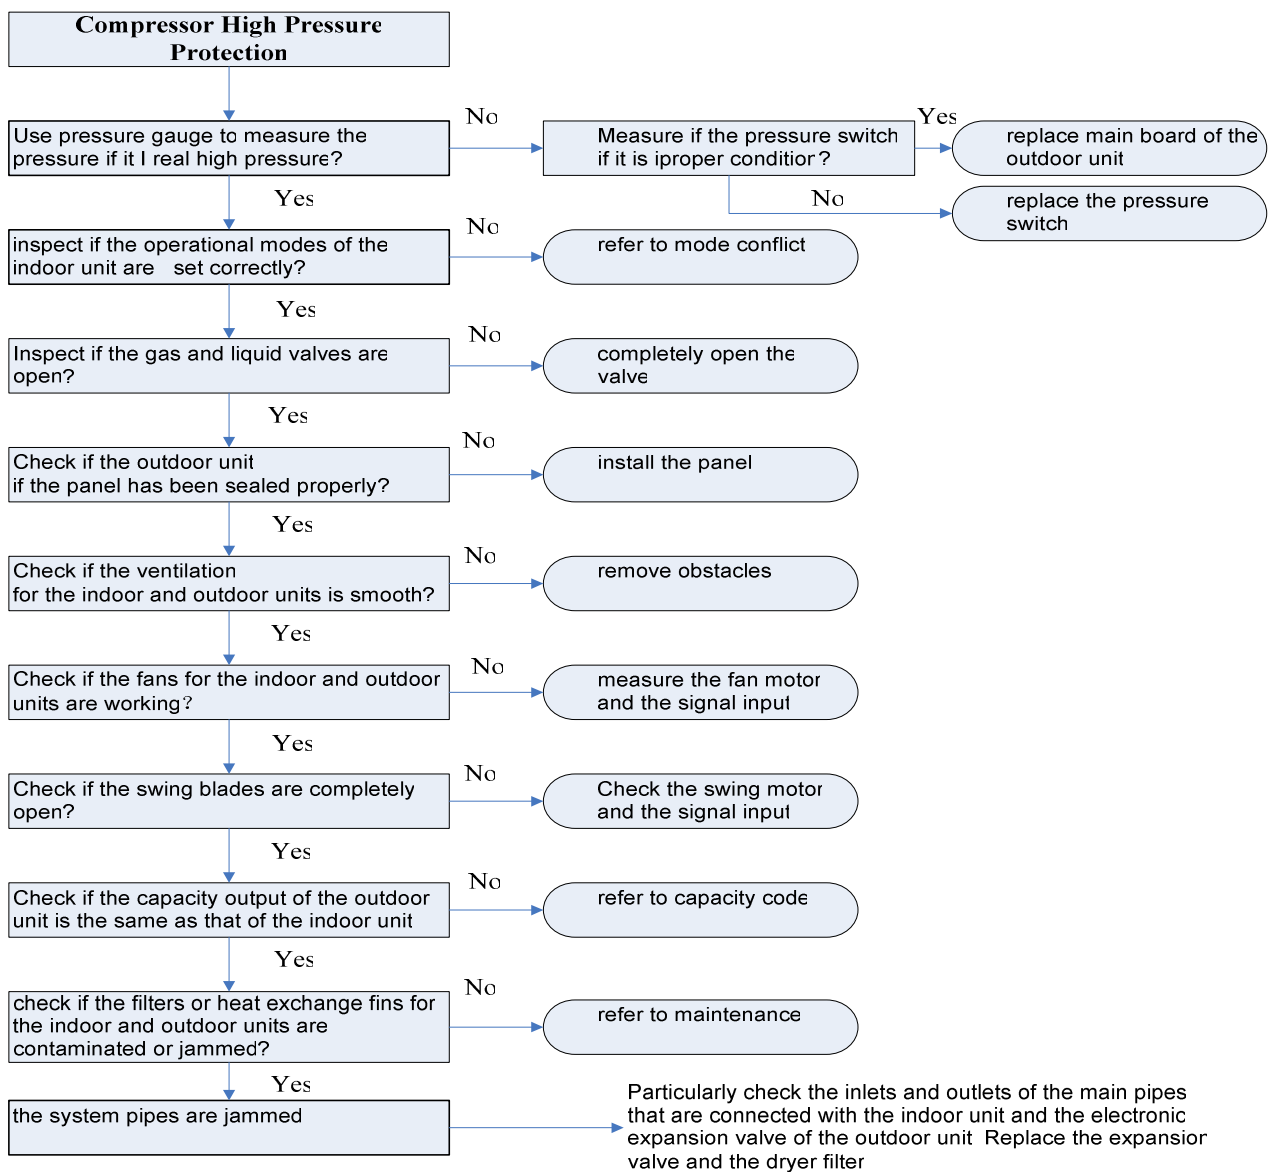 Compressor High Pressure
Protection
No
Yes
Use pressure gauge to measure the
pressure if it I real high pressure?
Measure if the pressure switch
if it is iproper condition?
replace main board of the
outdoor unit
Yes
No
replace the pressure
switch
No
inspect if the operational modes of the
indoor unit are set correctly?
refer to mode conflict
Yes
No
Inspect if the gas and liquid valves are
open?
completely open the
valve
Yes
No
Check if the outdoor unit
if the panel has been sealed properly?
install the panel
Yes
No
Check if the ventilation
for the indoor and outdoor units is smooth?
remove obstacles
Yes
No
Check if the fans for the indoor and outdoor
units are working?
measure the fan motor
and the signal input
Yes
No
Check if the swing blades are completely
open?
Check the swing motor
and the signal input
Yes
No
Check if the capacity output of the outdoor
unit is the same as that of the indoor unit
refer to capacity code
Yes
No
check if the filters or heat exchange fins for
the indoor and outdoor units are
contaminated or jammed?
refer to maintenance
Yes
the system pipes are jammed
Particularly check the inlets and outlets of the main pipes
that are connected with the indoor unit and the electronic
expansion valve of the outdoor unit Replace the expansion
valve and the dryer filter